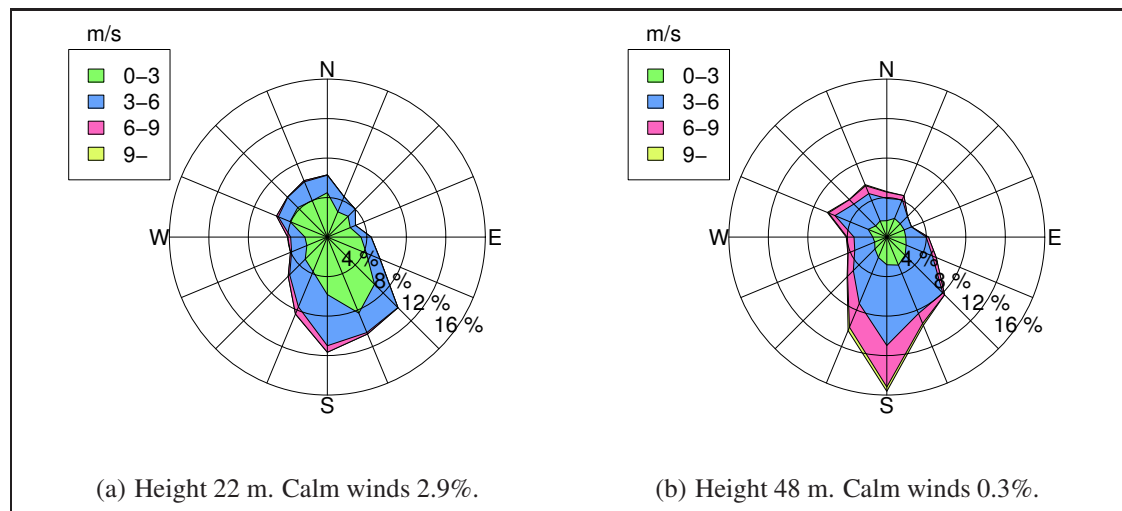 m/s
0–3
3–6
6–9
9–
N
W
E
S
4 %
8 %
12 %
16 %
(a) Height 22 m. Calm winds 2.9%.
m/s
0–3
3–6
6–9
9–
N
W
E
S
4 %
8 %
12 %
16 %
(b) Height 48 m. Calm winds 0.3%.